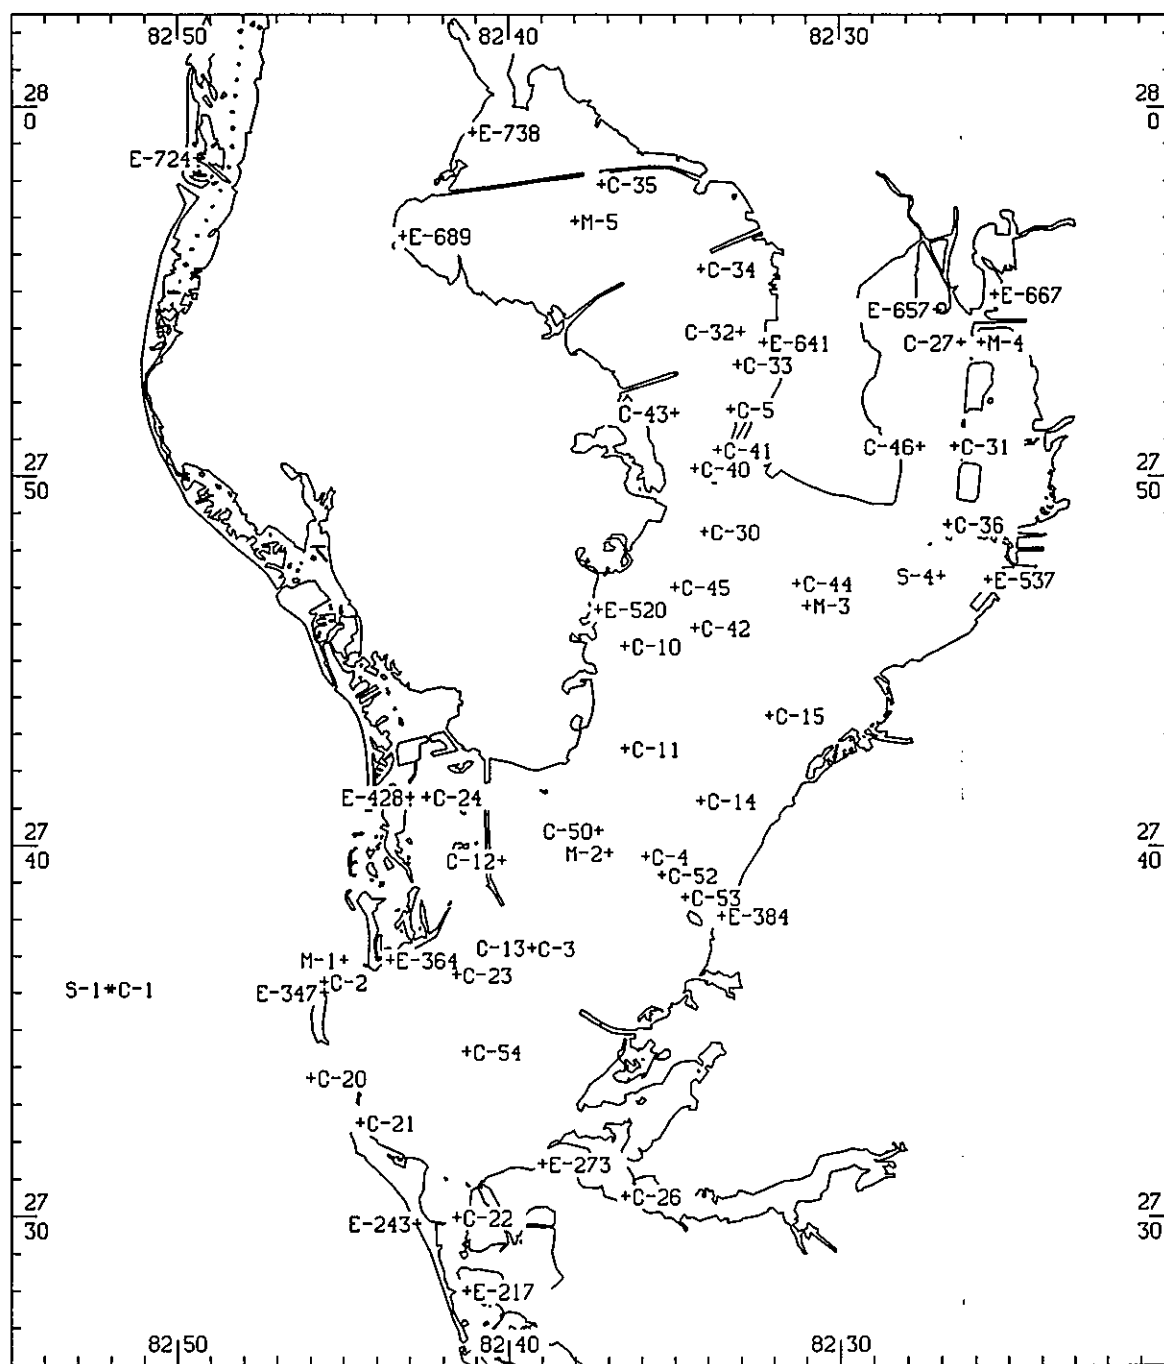 82 50 82 40 82 30
28 28
0 0
+E-738
E-724+
+C-35
+M-5
+E-689
+C-34
E-657+ +E-667
C-32+ +E-641 C-27+ +M-4
+C-33
C-43+ +C-5
+C-41 C-46+ +C-31
27 +C-40 27
50 50
+C-30 +C-36
+C-45 +C-44 S-4+ +E-537
+E-520 +M-3
+C-42
+C-10
+C-15
+C-11
E-428+ +C-24 +C-14
27 C-50+ 27
40 C-12+ M-2+ +C-4 40
+C-52
+C-53
+E-384
C-13+C-3
M-1+ +E-364
+C-2 +C-23
S-1*C-1 E-347+
+C-54
+C-20
+C-21
+E-273
27 +C-26 27
30 E-243+ +C-22 30
+E-217
82 50 82 40 82 30